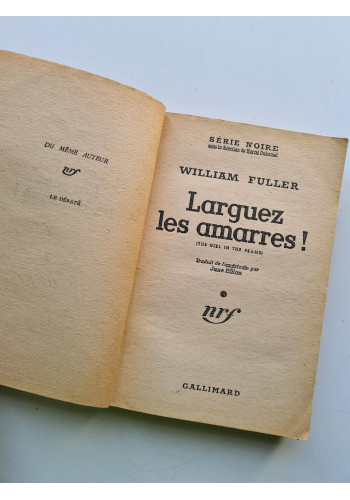 DU MÊME AUTEUR
nrf
LE DÉRATÉ
SÉRIE NOIRE
sous la direction de Marcel Duhamel
WILLIAM FULLER
Larguez
les amarres !
(THE GIRL IN THE FRAME)
Traduit de l'américain par
Jane Fillion
nrf
GALLIMARD